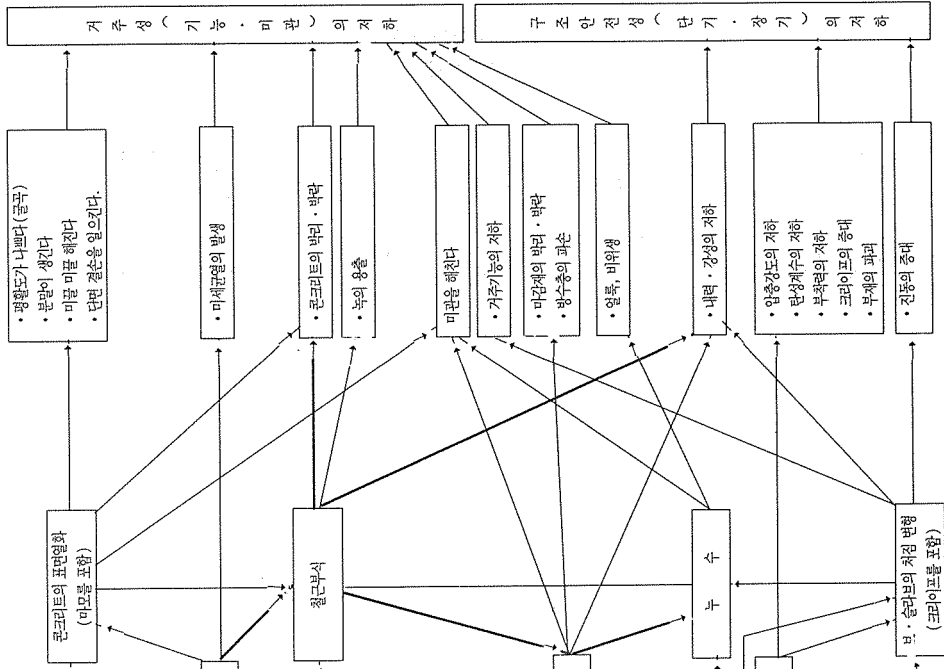 거 주 성 ( 기 능 · 미 관 ) 의 저 하
구 조 안 전 성 ( 단 기 · 장 기 ) 의 저 하
• 평활도가 나쁘다 (굴곡)
• 분말이 생긴다
• 미끌 미끌 해진다
• 단면 결손을 일으킨다.
• 미세균열의 발생
• 콘크리트의 박리 · 박락
• 녹의 용출
미관을 해친다
• 거주기능의 저하
• 마감재의 박리 · 박락
• 방수층의 파손
• 얼룩, 비위생
• 내력 · 강성의 저하
• 압충강도의 저하
• 탄성계수의 저하
• 부착력의 저하
• 크리이프의 증대
• 부재의 파괴
• 진동의 증대
콘크리트의 표면열화
(마모를 포함)
철근부식
누 수
보 · 슬라브의 처짐 변형
(크리이프를 포함)